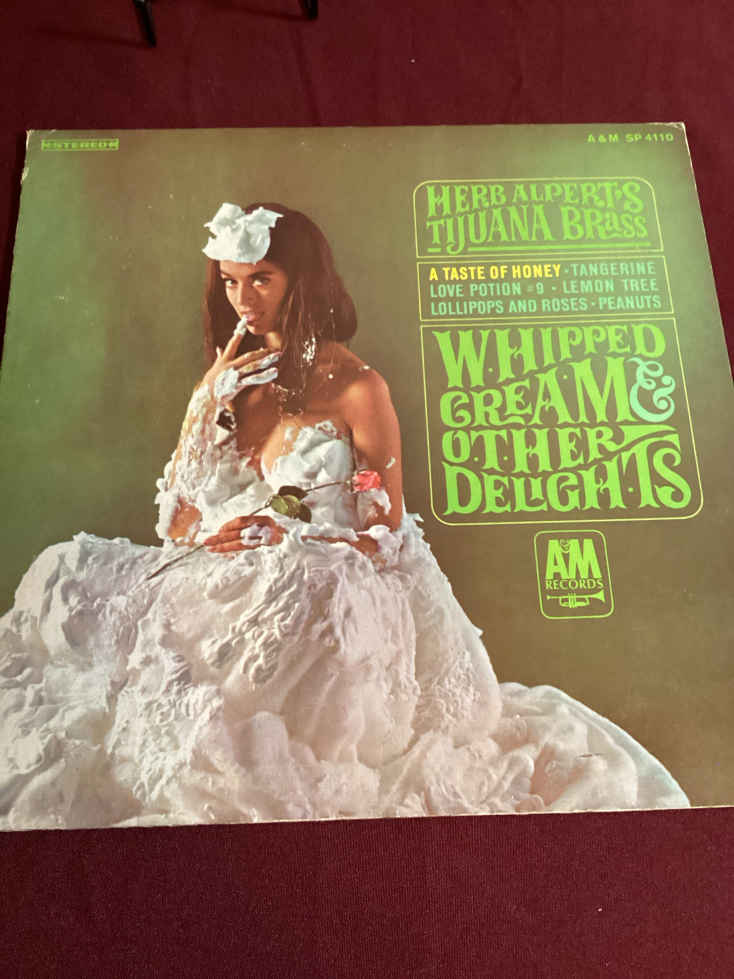 STEREO
A&M SP 4110
HERB ALPERT'S
TIJUANA BRASS
A TASTE OF HONEY · TANGERINE
LOVE POTION #9 · LEMON TREE
LOLLIPOPS AND ROSES · PEANUTS
WHIPPED
CREAM &
OTHER
DELIGHTS
A&M
RECORDS